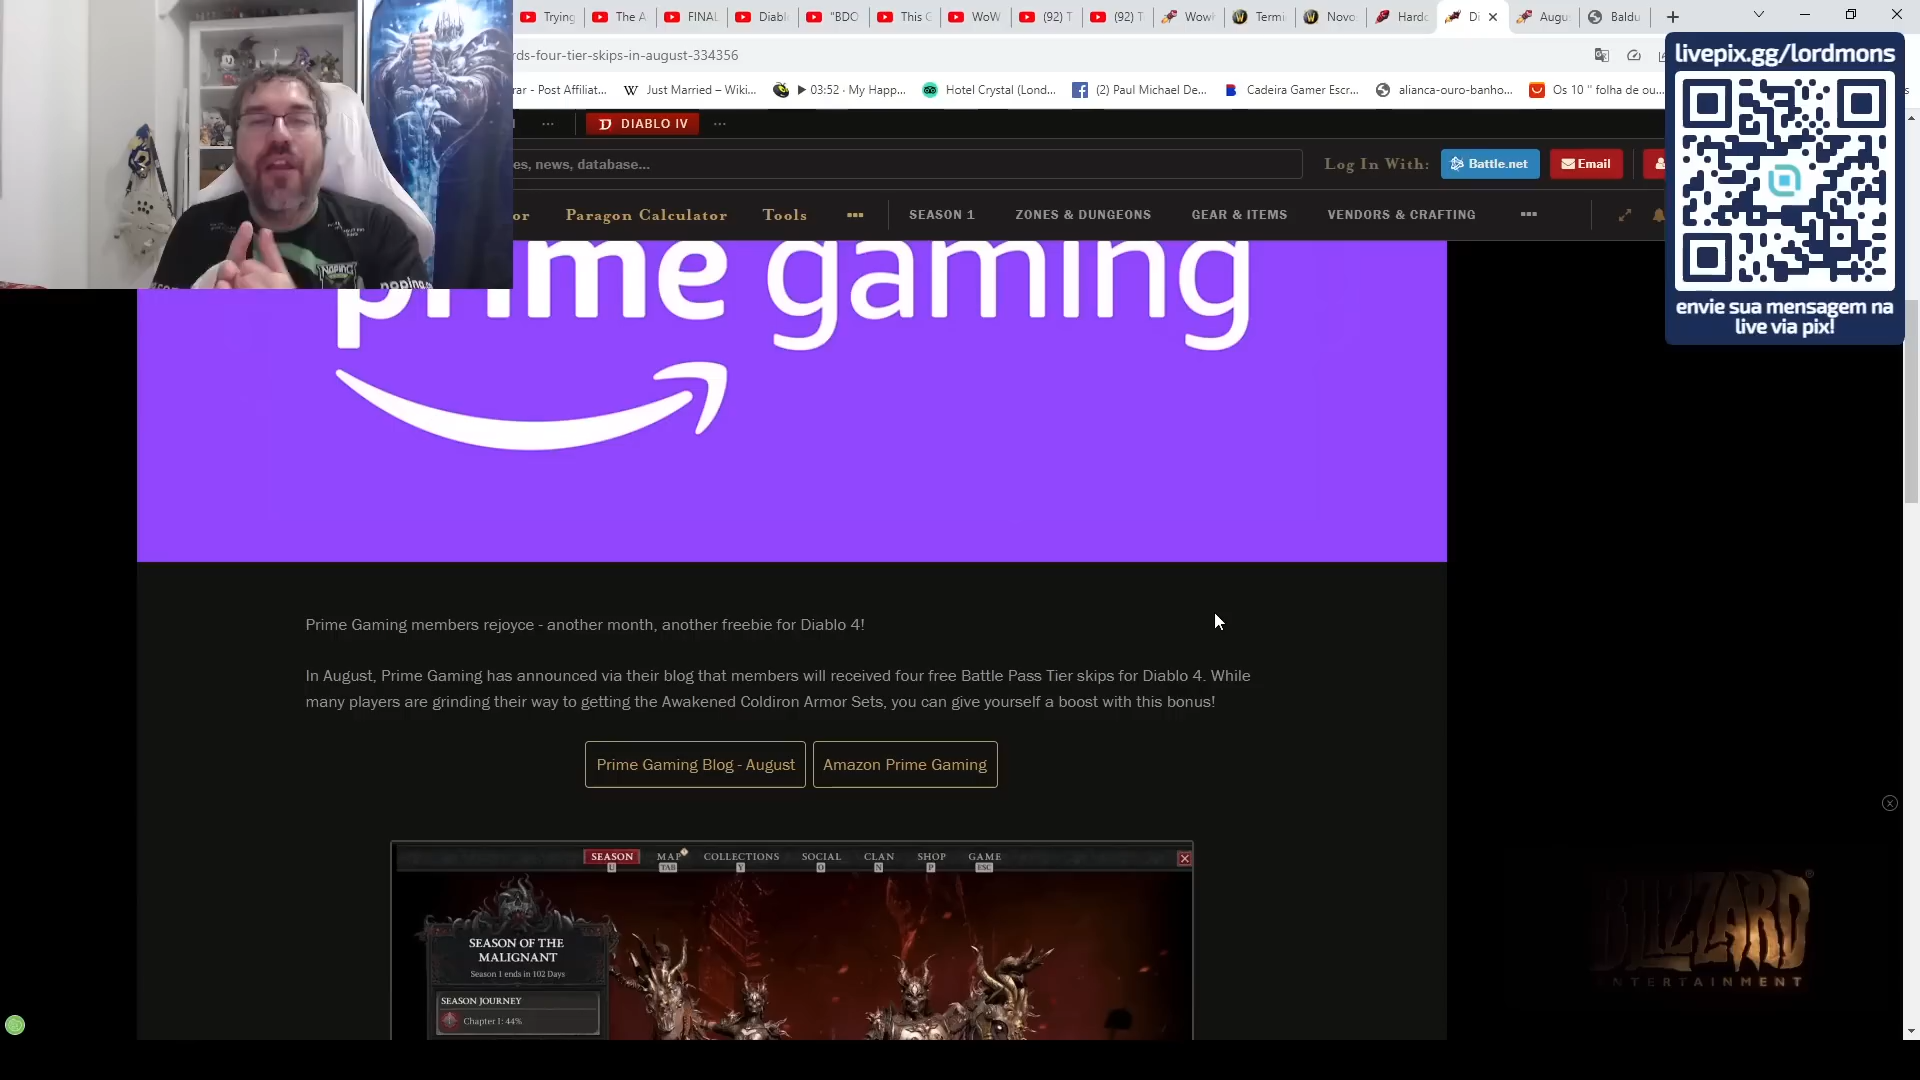 Trying
The A
FINAL
Diabl
"BDO
This C
WoW
(92) T
(92) T
Wow
Termi
Novo
Hardc
Di
Augu
Baldu
rds-four-tier-skips-in-august-334356
rar - Post Affiliat...
Just Married – Wiki...
▶ 03:52 · My Happ...
Hotel Crystal (Lond...
(2) Paul Michael De...
Cadeira Gamer Escr...
alianca-ouro-banho...
Os 10 " folha de ou...
livepix.gg/lordmons
envie sua mensagem na
live via pix!
··· DIABLO IV ···
es, news, database...
Log In With: Battle.net Email
or Paragon Calculator Tools ···
SEASON 1 ZONES & DUNGEONS GEAR & ITEMS VENDORS & CRAFTING ···
prime gaming
Prime Gaming members rejoyce - another month, another freebie for Diablo 4!
In August, Prime Gaming has announced via their blog that members will received four free Battle Pass Tier skips for Diablo 4. While
many players are grinding their way to getting the Awakened Coldiron Armor Sets, you can give yourself a boost with this bonus!
Prime Gaming Blog - August
Amazon Prime Gaming
SEASON MAP COLLECTIONS SOCIAL CLAN SHOP GAME
U TAB Y O N P ESC
SEASON OF THE
MALIGNANT
Season 1 ends in 102 Days
SEASON JOURNEY
Chapter 1: 44%
BLIZZARD
ENTERTAINMENT